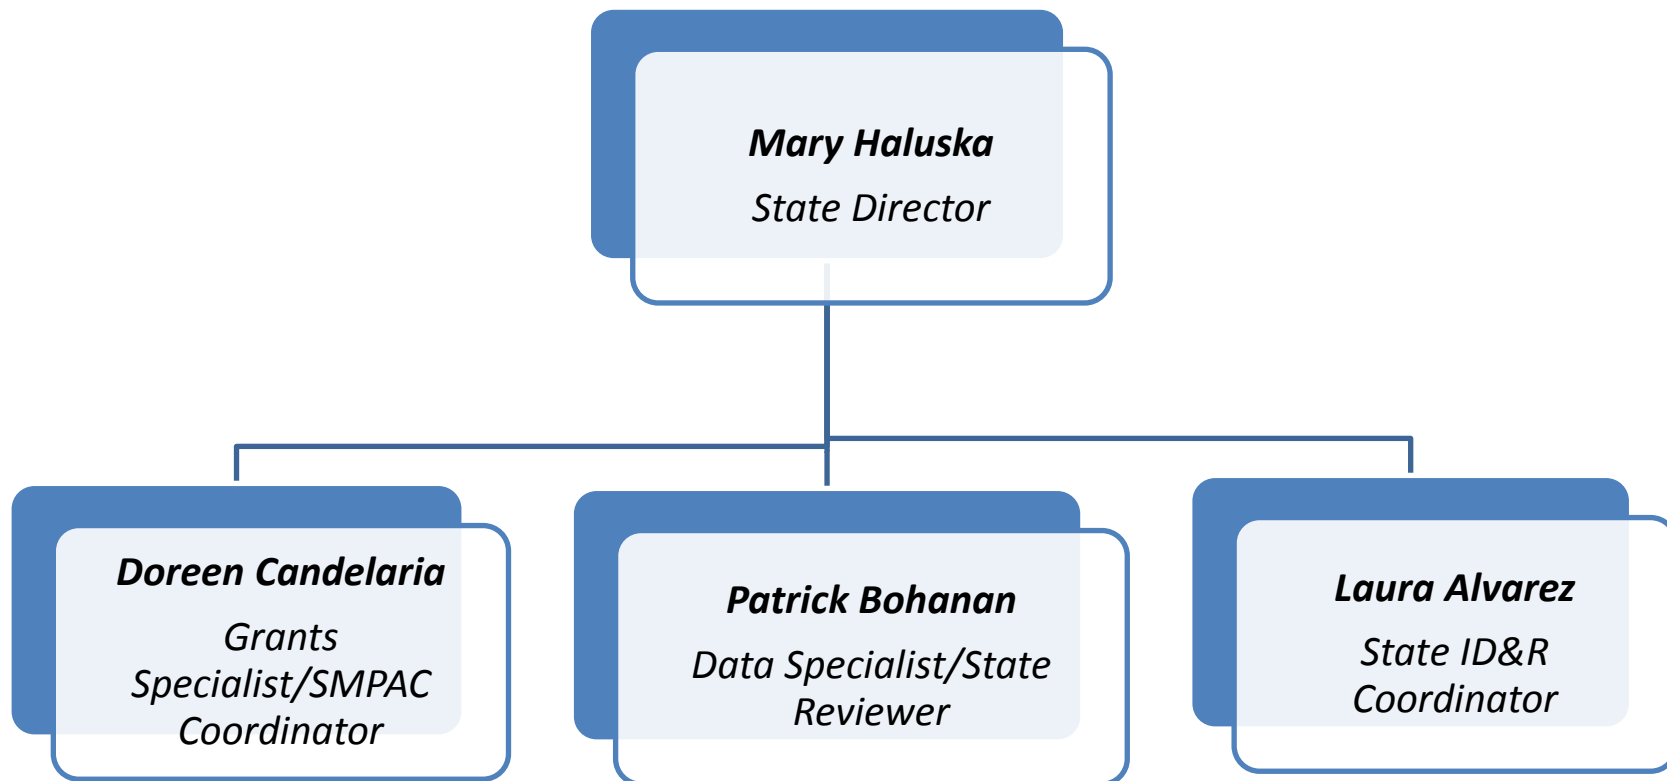 Mary Haluska
State Director
Doreen Candelaria
Grants
Specialist/SMPAC
Coordinator
Patrick Bohanan
Data Specialist/State
Reviewer
Laura Alvarez
State ID&R
Coordinator